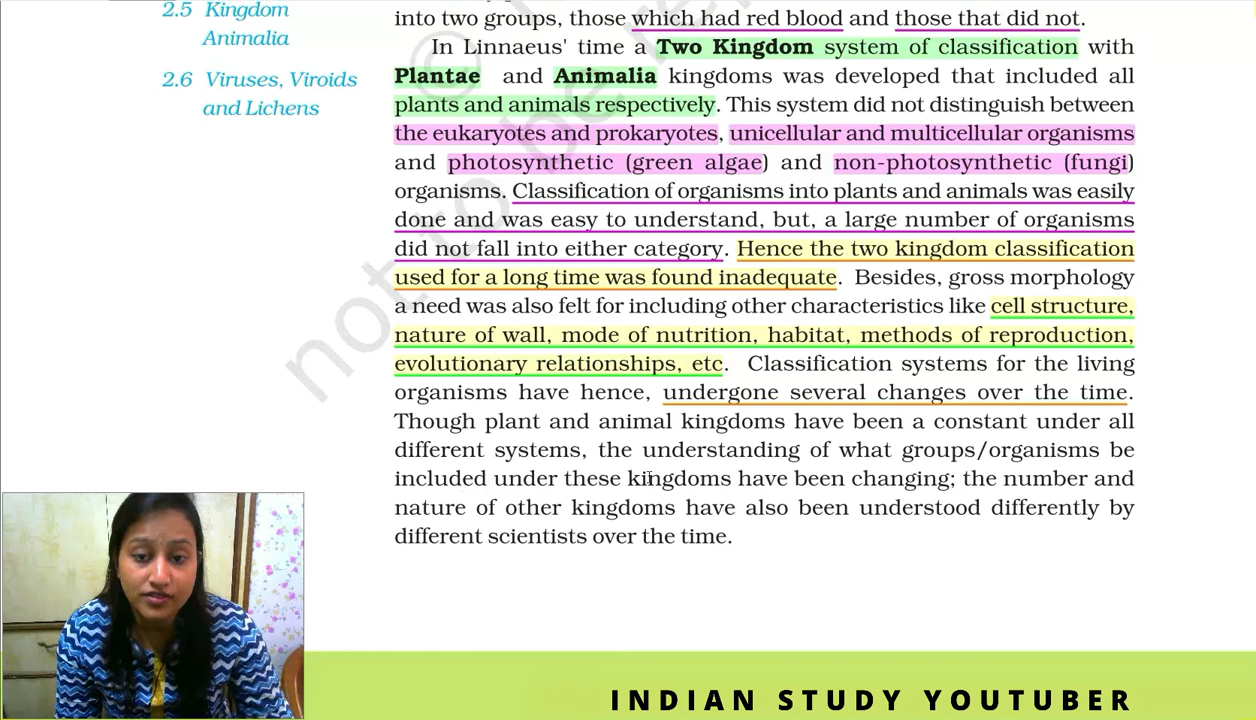 2.5 Kingdom
Animalia
2.6 Viruses, Viroids
and Lichens
into two groups, those which had red blood and those that did not.
In Linnaeus' time a Two Kingdom system of classification with
Plantae and Animalia kingdoms was developed that included all
plants and animals respectively. This system did not distinguish between
the eukaryotes and prokaryotes, unicellular and multicellular organisms
and photosynthetic (green algae) and non-photosynthetic (fungi)
organisms. Classification of organisms into plants and animals was easily
done and was easy to understand, but, a large number of organisms
did not fall into either category. Hence the two kingdom classification
used for a long time was found inadequate. Besides, gross morphology
a need was also felt for including other characteristics like cell structure,
nature of wall, mode of nutrition, habitat, methods of reproduction,
evolutionary relationships, etc. Classification systems for the living
organisms have hence, undergone several changes over the time.
Though plant and animal kingdoms have been a constant under all
different systems, the understanding of what groups/organisms be
included under these kingdoms have been changing; the number and
nature of other kingdoms have also been understood differently by
different scientists over the time.
not to be re
©
INDIAN STUDY YOUTUBER